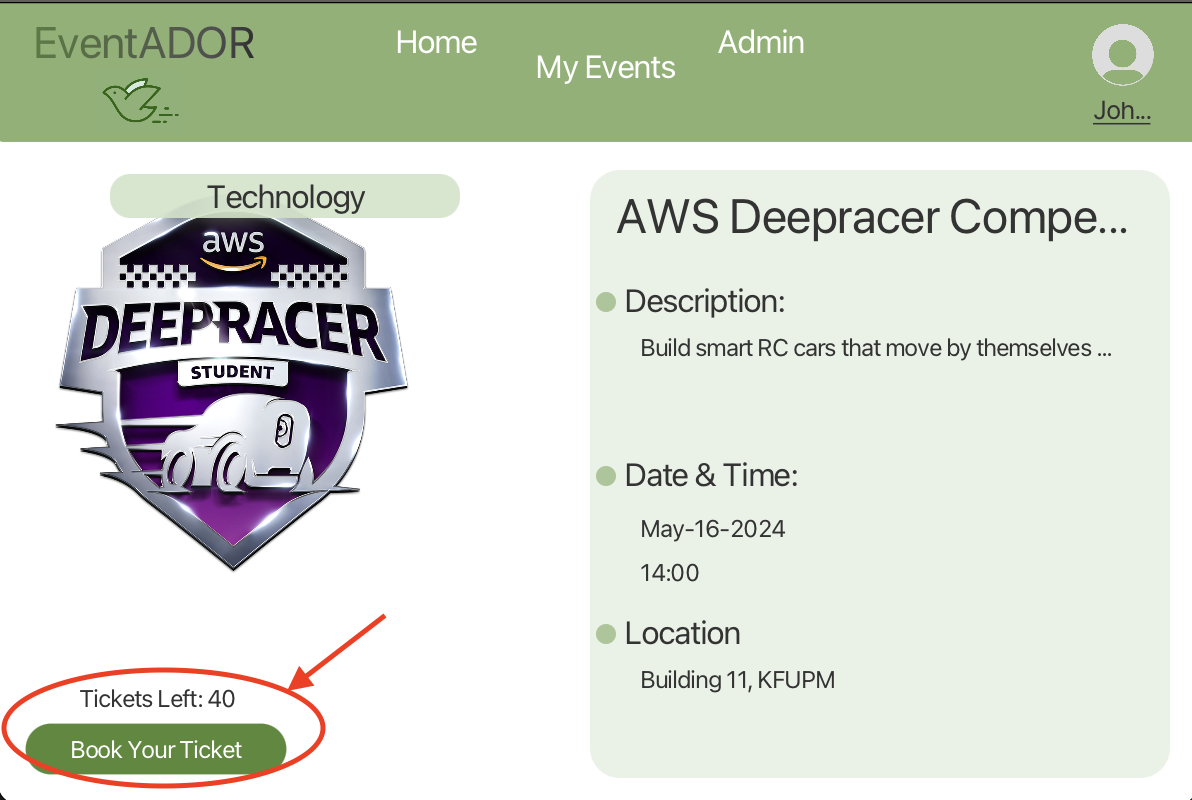 EventADOR
Home
My Events
Admin
Joh...
Technology
aws
DEEPRACER
STUDENT
Tickets Left: 40
Book Your Ticket
AWS Deepracer Compe...
Description:
Build smart RC cars that move by themselves ...
Date & Time:
May-16-2024
14:00
Location
Building 11, KFUPM